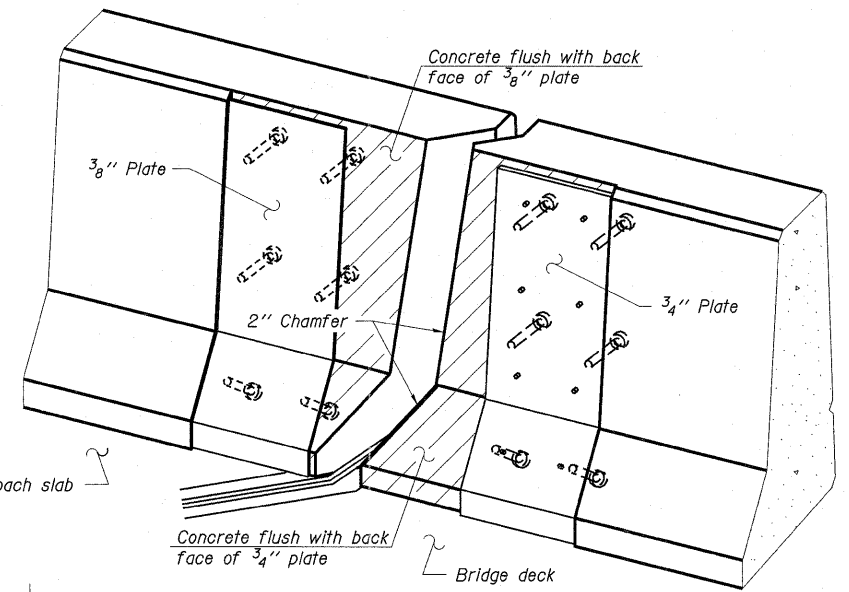 Concrete flush with back
face of 3/8" plate
3/8" Plate
2" Chamfer
3/4" Plate
slab
Concrete flush with back
face of 3/4" plate
Bridge deck